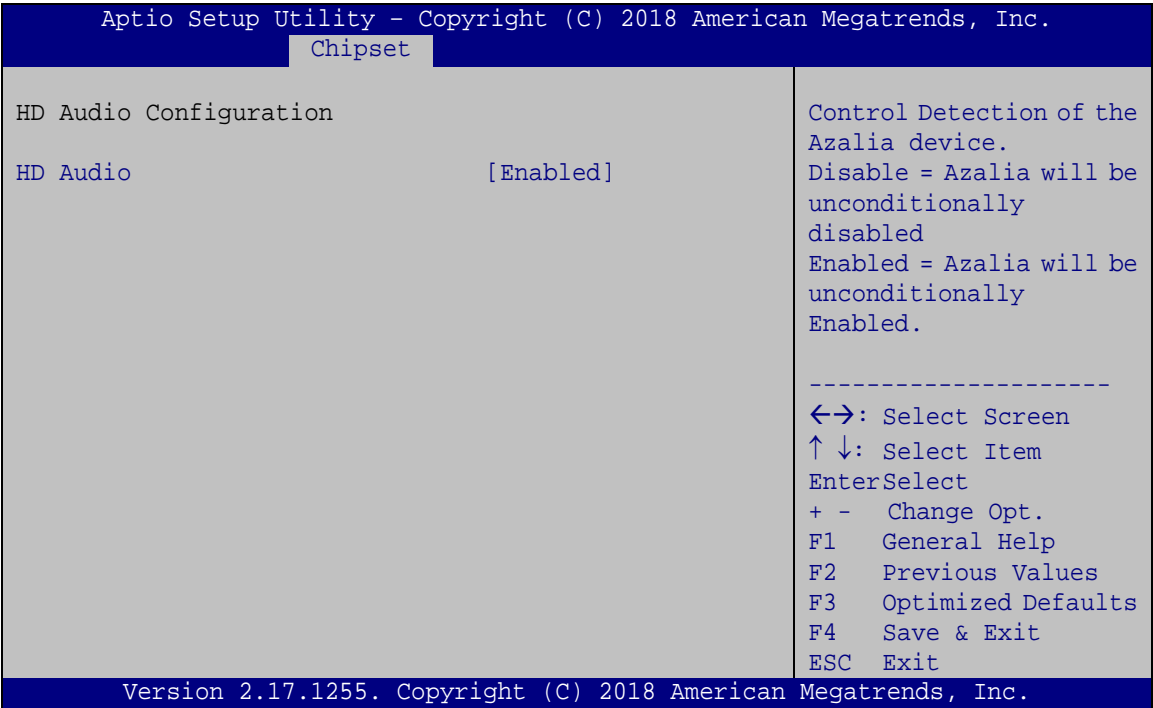 Aptio Setup Utility – Copyright (C) 2018 American Megatrends, Inc.
Chipset
HD Audio Configuration
HD Audio [Enabled]
Control Detection of the
Azalia device.
Disable = Azalia will be
unconditionally
disabled
Enabled = Azalia will be
unconditionally
Enabled.
---------------------
←→: Select Screen
↑ ↓: Select Item
EnterSelect
+ - Change Opt.
F1 General Help
F2 Previous Values
F3 Optimized Defaults
F4 Save & Exit
ESC Exit
Version 2.17.1255. Copyright (C) 2018 American Megatrends, Inc.